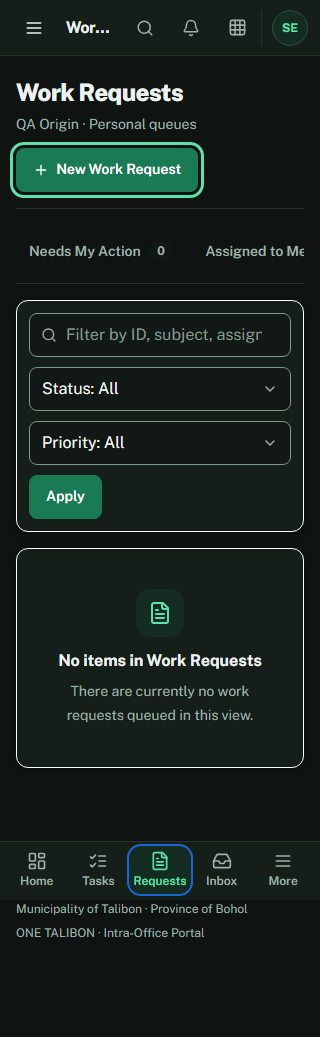 Wor...
SE
Work Requests
QA Origin · Personal queues
+ New Work Request
Needs My Action 0 Assigned to Me
Filter by ID, subject, assigr
Status: All
Priority: All
Apply
No items in Work Requests
There are currently no work
requests queued in this view.
Home Tasks Requests Inbox More
Municipality of Talibon · Province of Bohol
ONE TALIBON · Intra-Office Portal